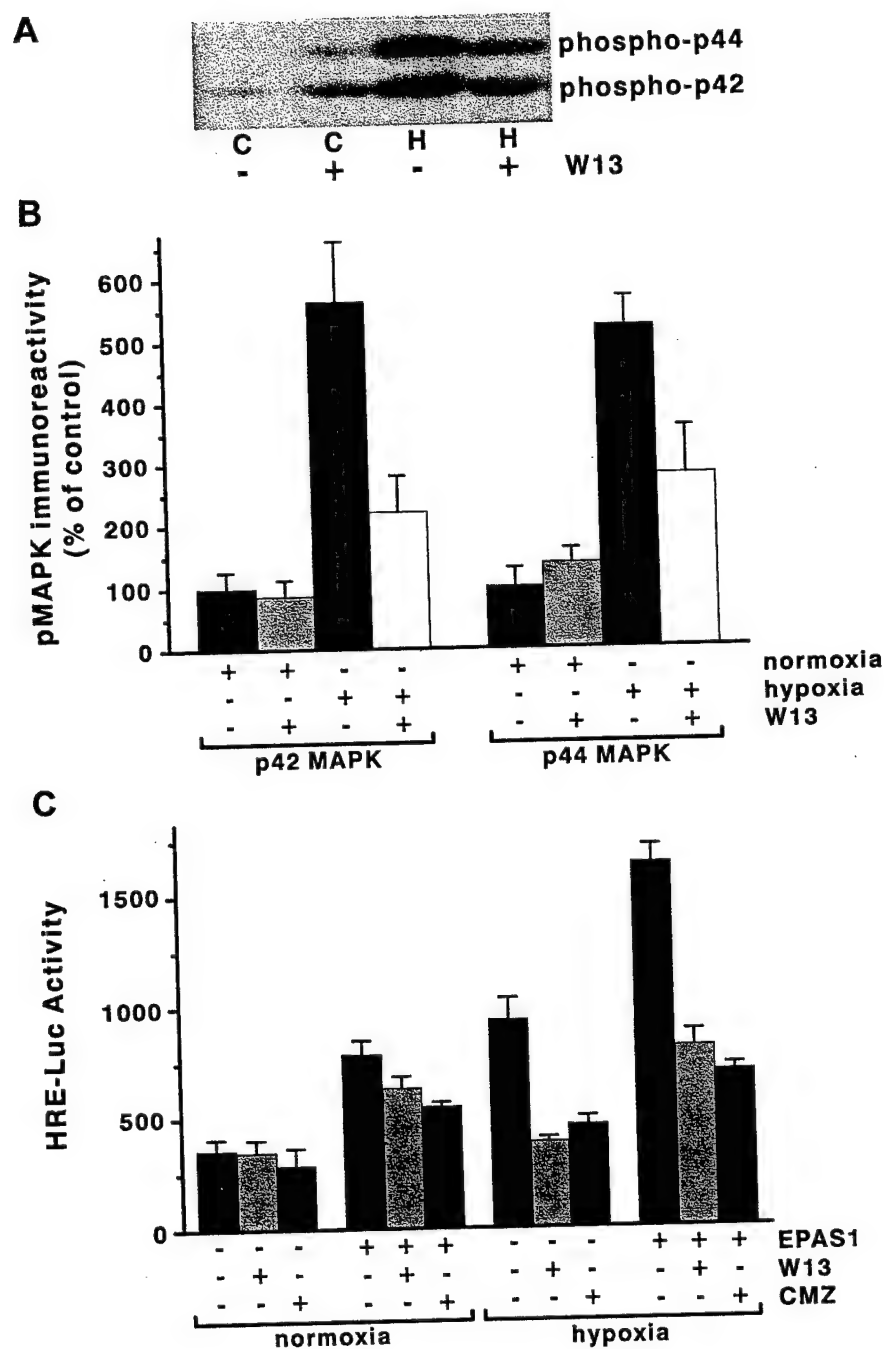 A
phospho-p44
phospho-p42
C C H H
- + - + W13
B
pMAPK immunoreactivity
(% of control)
600
500
400
300
200
100
0
+ + - - + + - - normoxia
- - + + - - + + hypoxia
- + - + - + - + W13
p42 MAPK p44 MAPK
C
HRE-Luc Activity
1500
1000
500
0
- - - + + + - - - + + + EPAS1
- + - - + - - + - - + - W13
- - + - - + - - + - - + CMZ
normoxia hypoxia